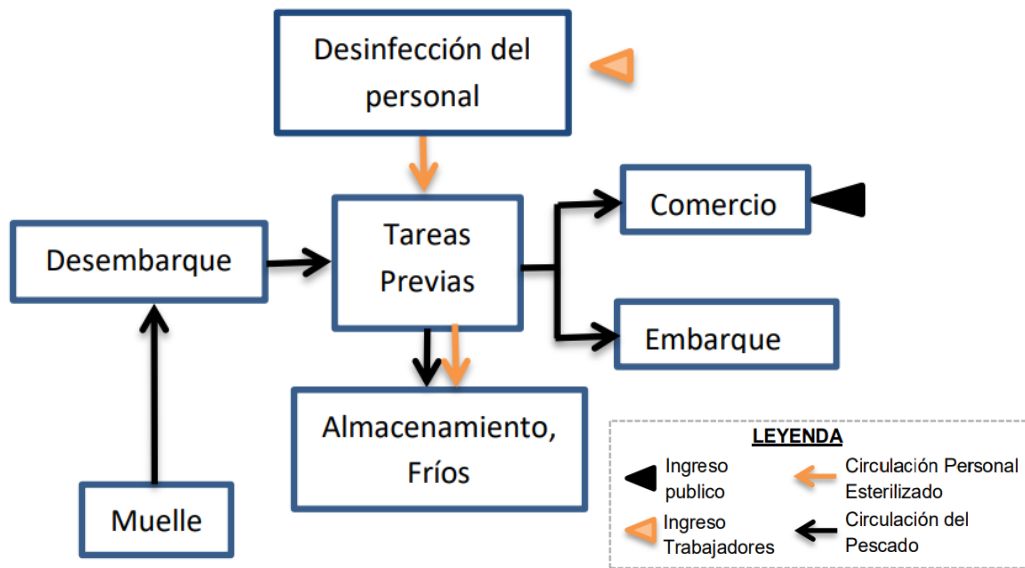 Desinfección del
personal
Comercio
Tareas
Previas
Desembarque
Embarque
Almacenamiento,
Fríos
Muelle
LEYENDA
Ingreso
publico
Circulación Personal
Esterilizado
Ingreso
Trabajadores
Circulación del
Pescado